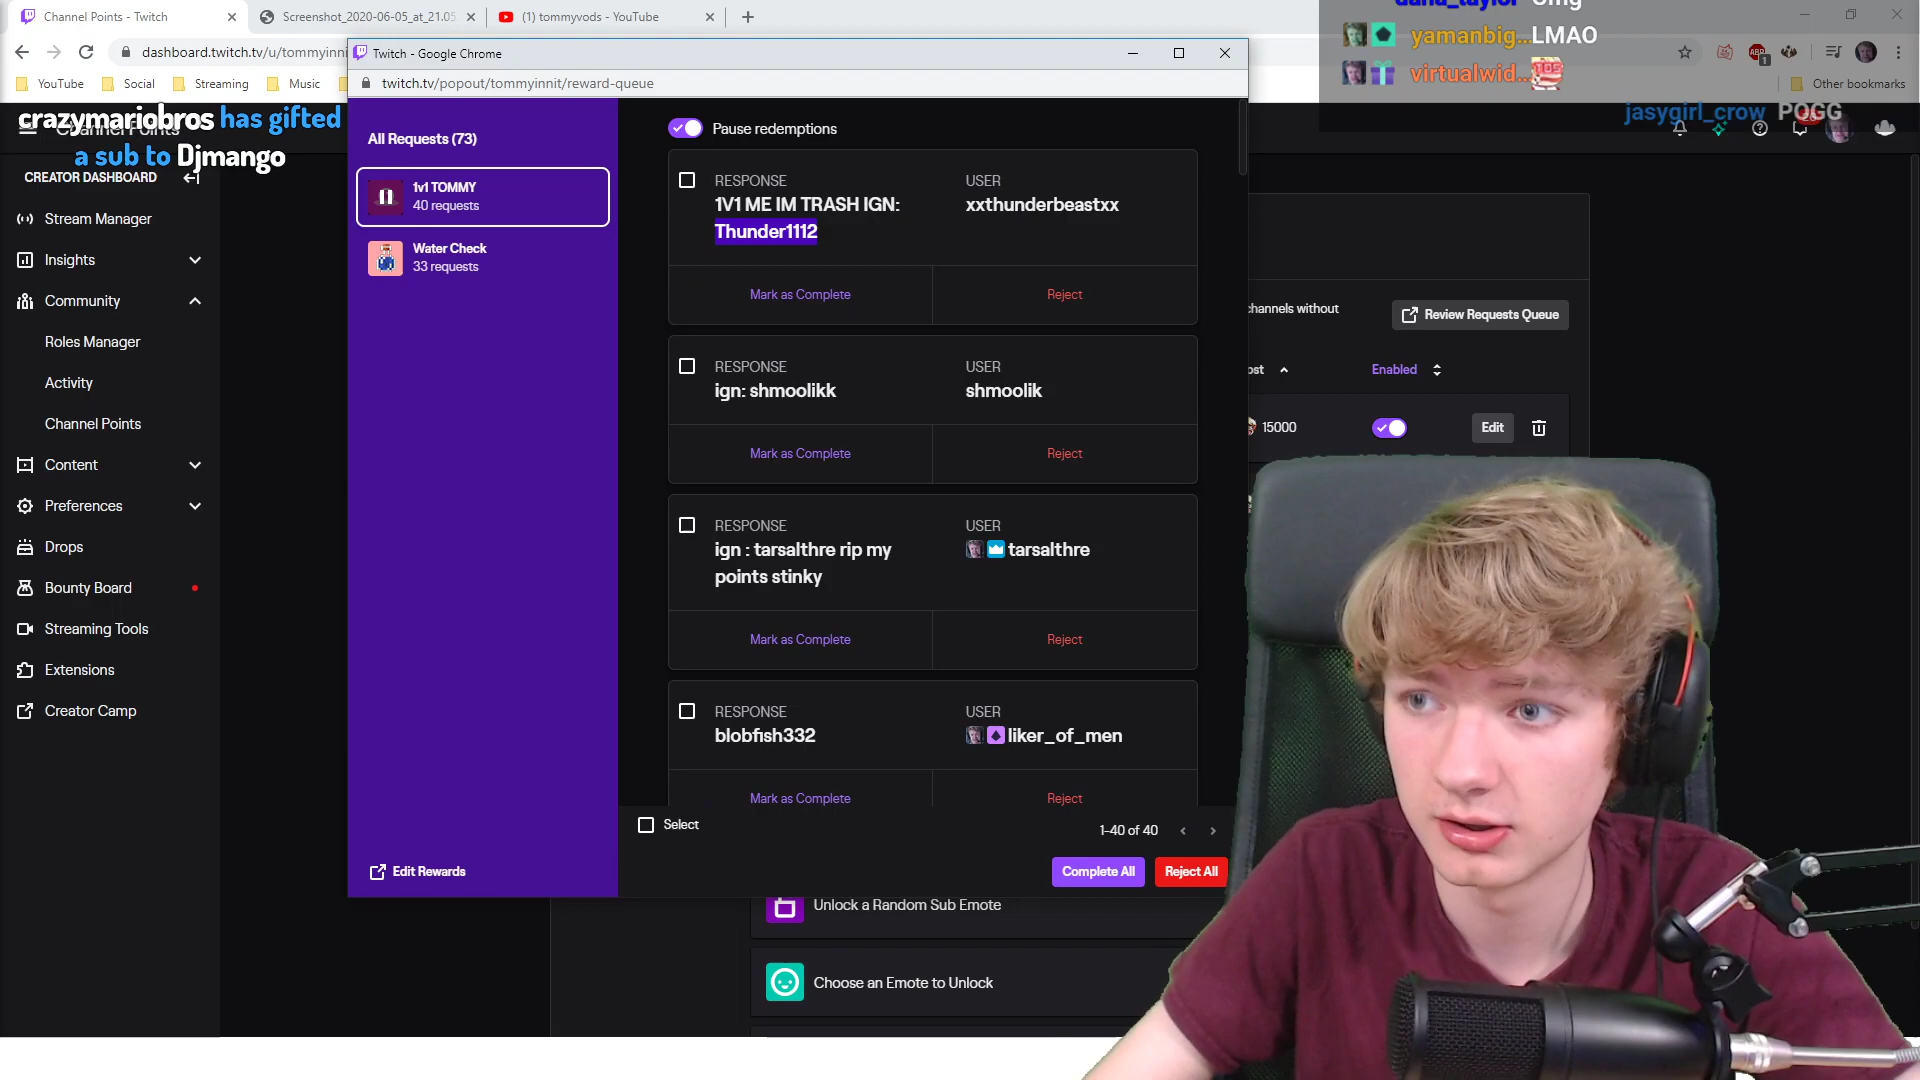 Channel Points - Twitch
Screenshot_2020-06-05_at_21.05.
(1) tommyvods - YouTube
dashboard.twitch.tv/u/tommyinni
YouTube
Social
Streaming
Music
Other bookmarks
Twitch - Google Chrome
twitch.tv/popout/tommyinnit/reward-queue
dana_taylor Omg
yamanbig...LMAO
virtualwid...
jasygirl_crow POGG
crazymariobros has gifted
a sub to Djmango
Channel Points
CREATOR DASHBOARD
Stream Manager
Insights
Community
Roles Manager
Activity
Channel Points
Content
Preferences
Drops
Bounty Board
Streaming Tools
Extensions
Creator Camp
All Requests (73)
1v1 TOMMY
40 requests
Water Check
33 requests
Edit Rewards
Pause redemptions
RESPONSE
1V1 ME IM TRASH IGN:
Thunder1112
USER
xxthunderbeastxx
Mark as Complete
Reject
RESPONSE
ign: shmoolikk
USER
shmoolik
Mark as Complete
Reject
RESPONSE
ign : tarsalthre rip my
points stinky
USER
tarsalthre
Mark as Complete
Reject
RESPONSE
blobfish332
USER
liker_of_men
Mark as Complete
Reject
Select
1-40 of 40
Complete All
Reject All
channels without
Review Requests Queue
ost
Enabled
15000
Edit
Unlock a Random Sub Emote
Choose an Emote to Unlock